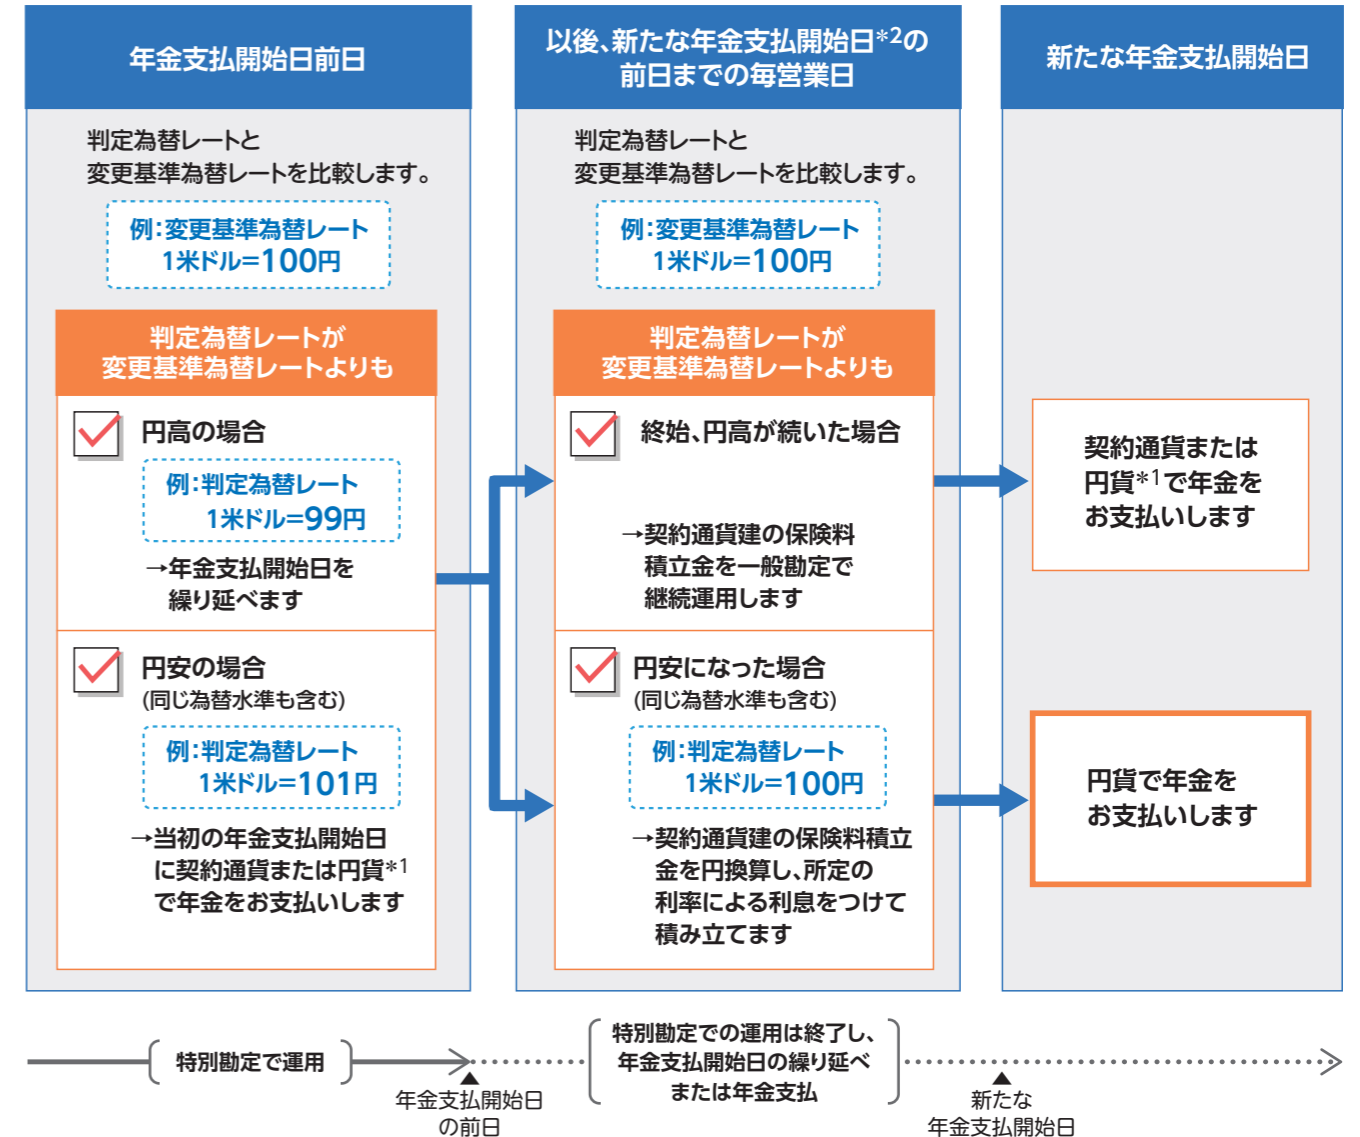 年金支払開始日前日
判定為替レートと
変更基準為替レートを比較します。
例：変更基準為替レート
1米ドル＝100円
判定為替レートが
変更基準為替レートよりも
円高の場合
例：判定為替レート
1米ドル＝99円
→年金支払開始日を
繰り延べます
円安の場合
(同じ為替水準も含む)
例：判定為替レート
1米ドル＝101円
→当初の年金支払開始日
に契約通貨または円貨*1
で年金をお支払いします
以後、新たな年金支払開始日*2の
前日までの毎営業日
判定為替レートと
変更基準為替レートを比較します。
例：変更基準為替レート
1米ドル＝100円
判定為替レートが
変更基準為替レートよりも
終始、円高が続いた場合
→契約通貨建の保険料
積立金を一般勘定で
継続運用します
円安になった場合
(同じ為替水準も含む)
例：判定為替レート
1米ドル＝100円
→契約通貨建の保険料積立
金を円換算し、所定の
利率による利息をつけて
積み立てます
新たな年金支払開始日
契約通貨または
円貨*1で年金を
お支払いします
円貨で年金を
お支払いします
特別勘定で運用
年金支払開始日
の前日
特別勘定での運用は終了し、
年金支払開始日の繰り延べ
または年金支払
新たな
年金支払開始日